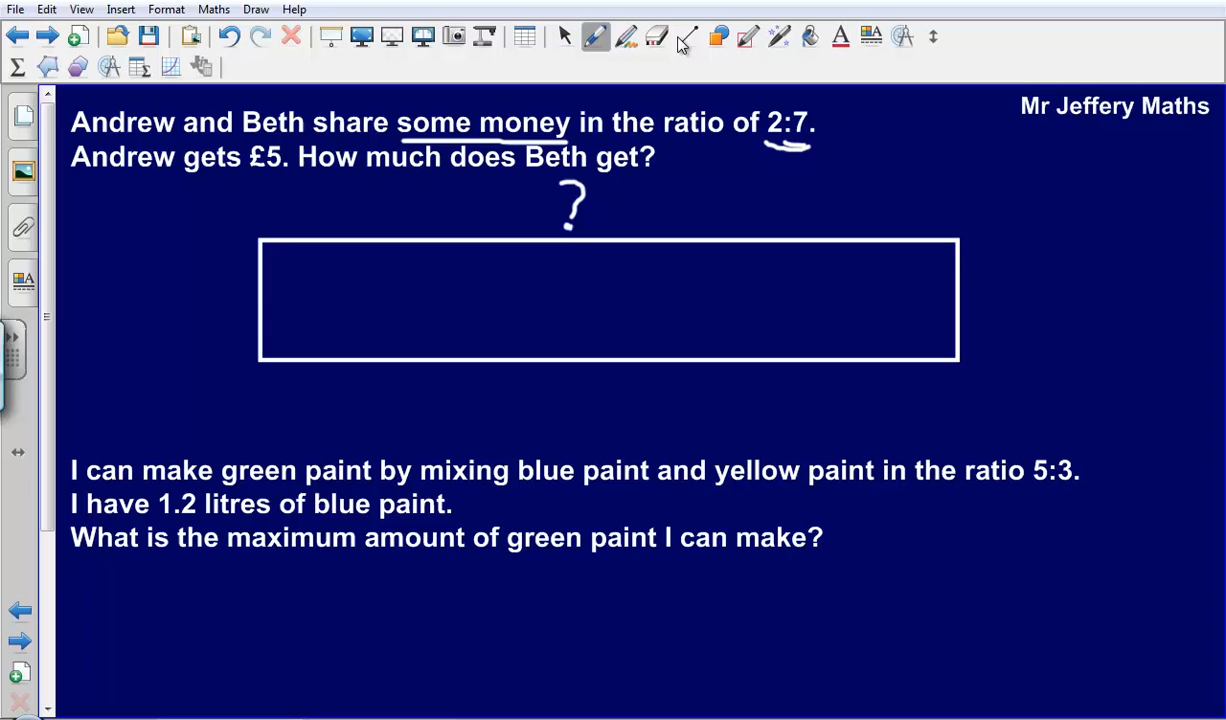 File Edit View Insert Format Maths Draw Help
Mr Jeffery Maths
Andrew and Beth share some money in the ratio of 2:7.
Andrew gets £5. How much does Beth get?
?
I can make green paint by mixing blue paint and yellow paint in the ratio 5:3.
I have 1.2 litres of blue paint.
What is the maximum amount of green paint I can make?